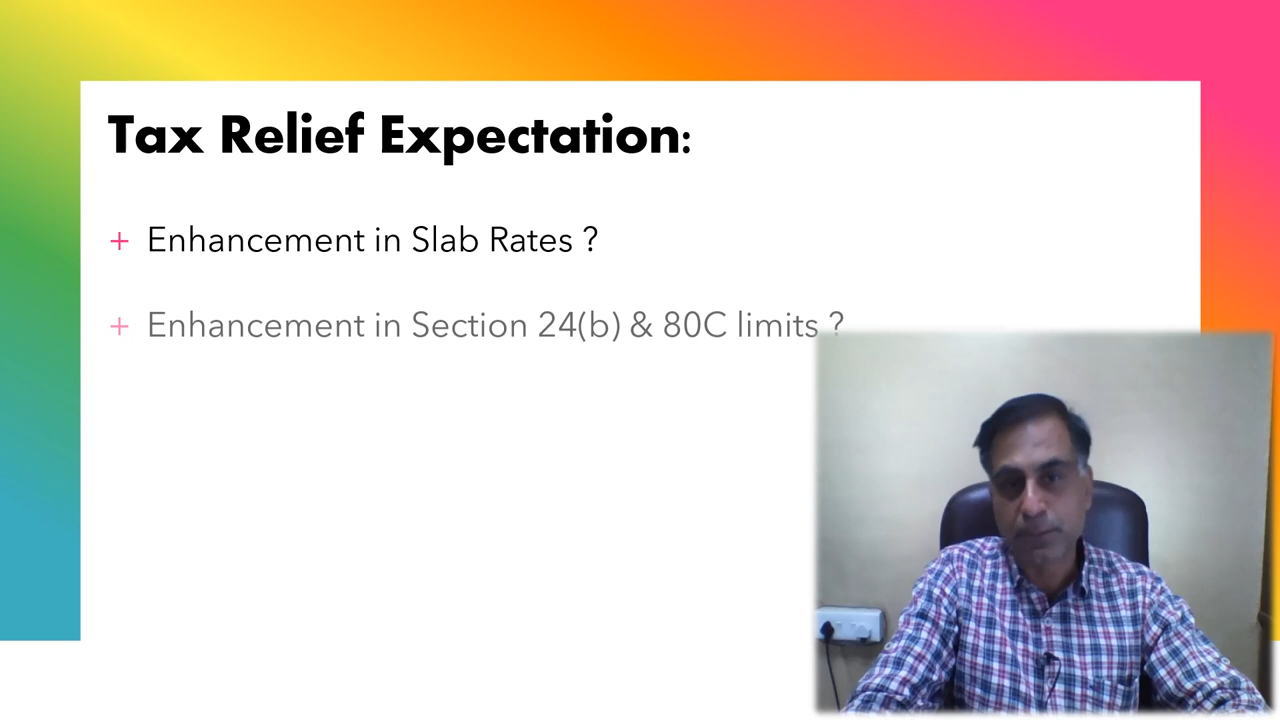 Tax Relief Expectation:
+ Enhancement in Slab Rates ?
+ Enhancement in Section 24(b) & 80C limits ?